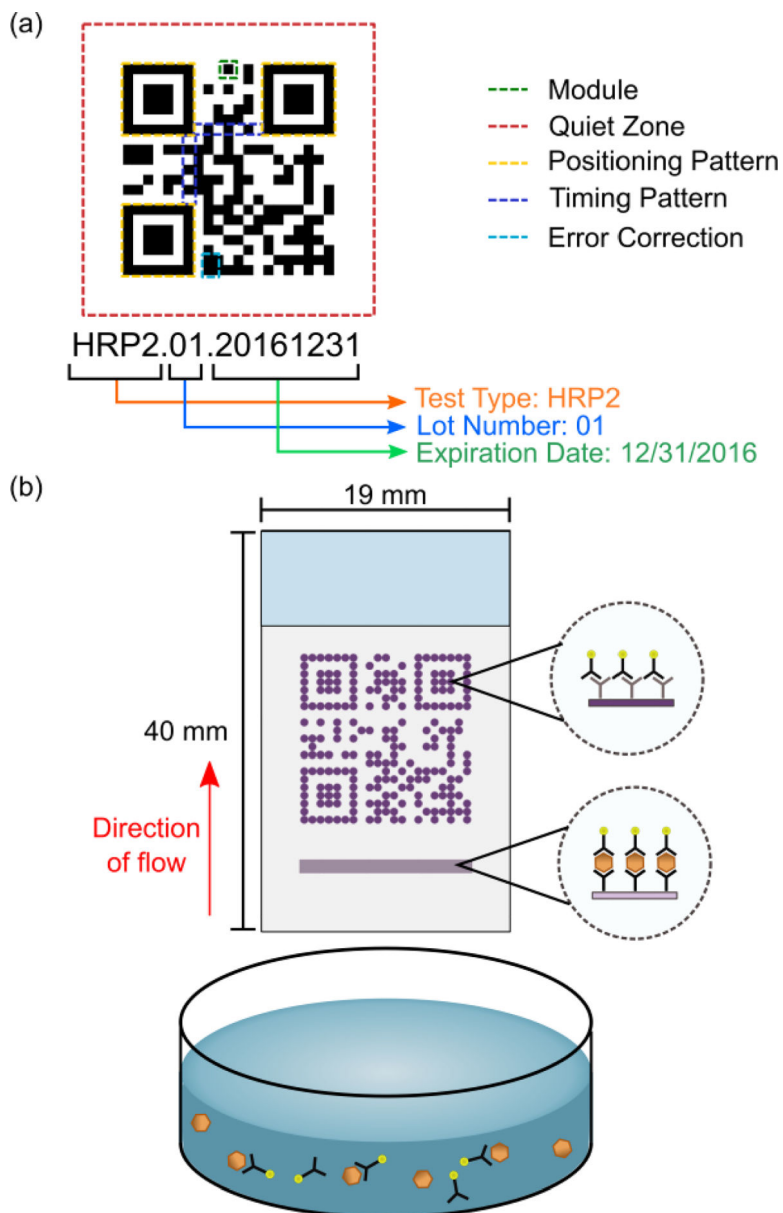 (a)
Module
Quiet Zone
Positioning Pattern
Timing Pattern
Error Correction
HRP2.01.20161231
Test Type: HRP2
Lot Number: 01
Expiration Date: 12/31/2016
(b)
19 mm
40 mm
Direction
of flow